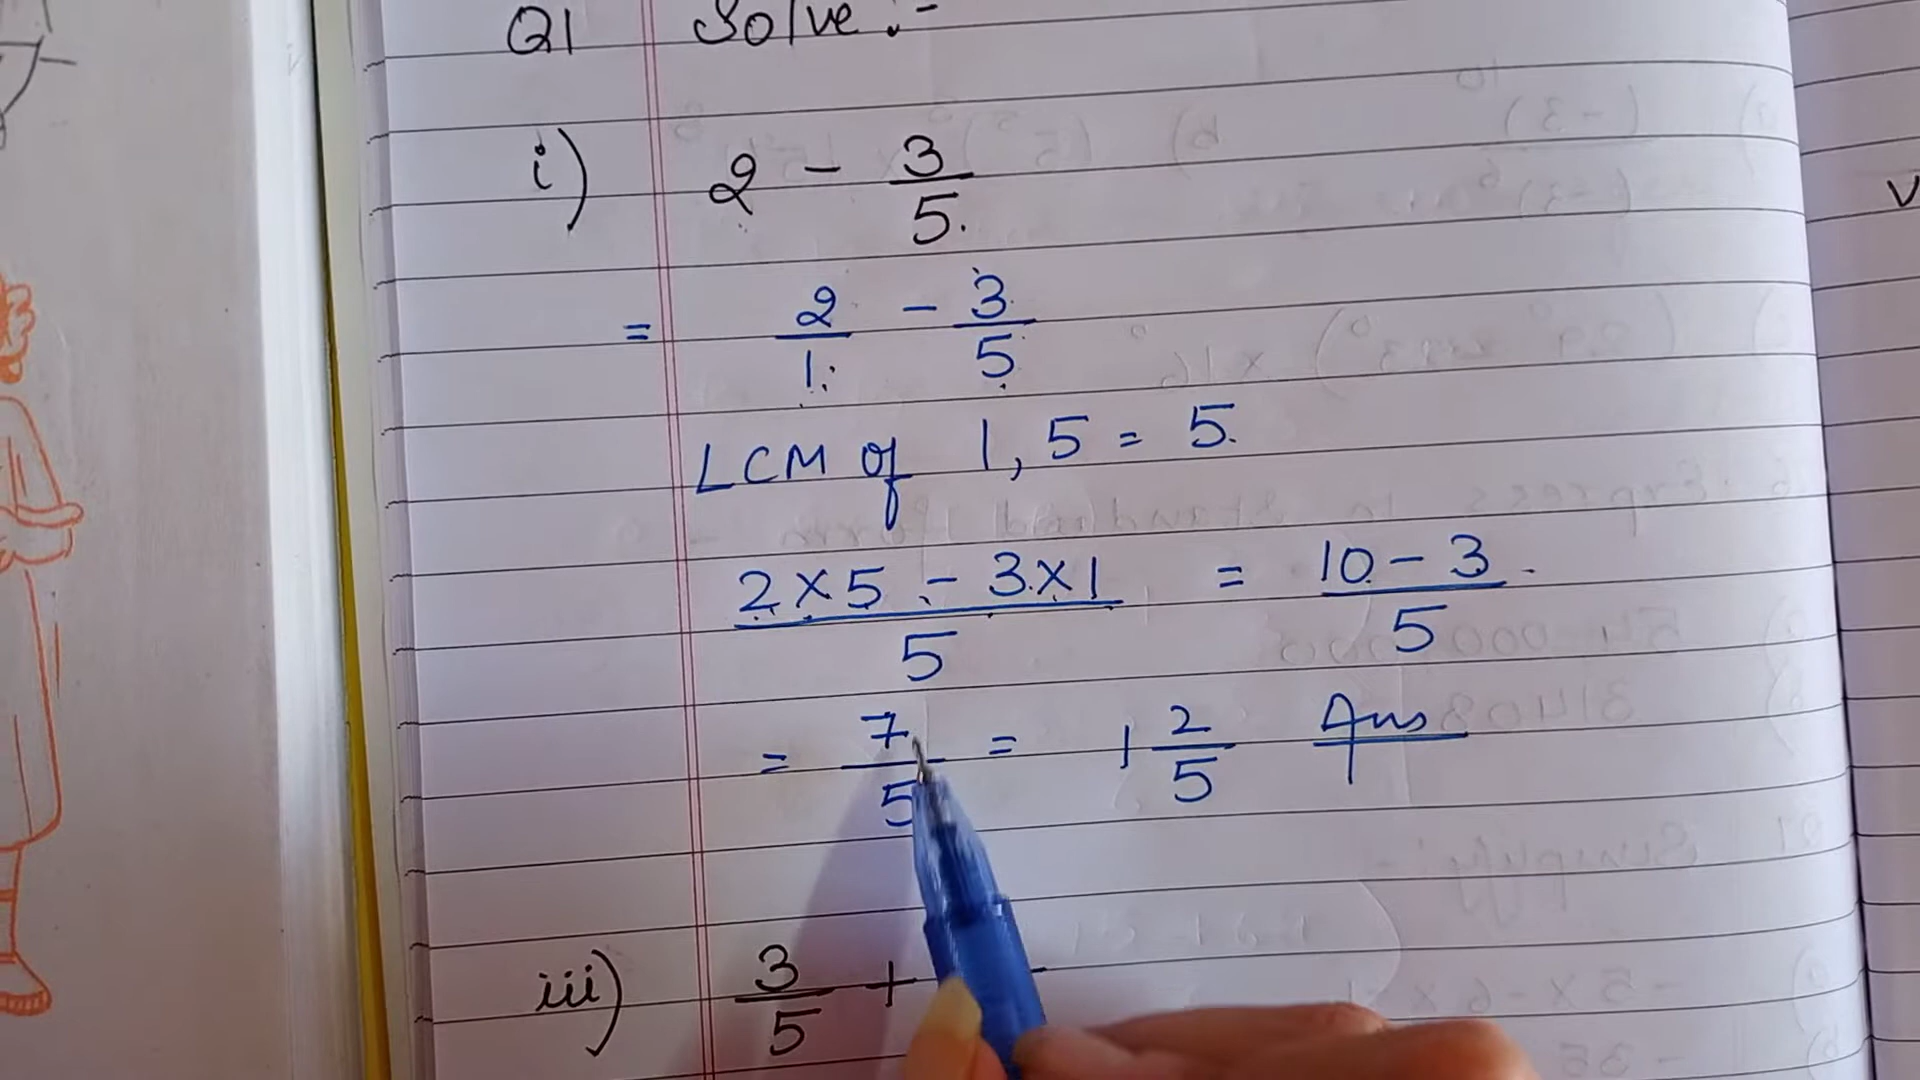 Q1 Solve :-
i) 2 - 3/5.
= 2/1 - 3/5
LCM of 1, 5 = 5.
2×5 - 3×1 / 5 = 10 - 3 / 5
= 7/5 = 1 2/5 Ans
iii) 3/5 +